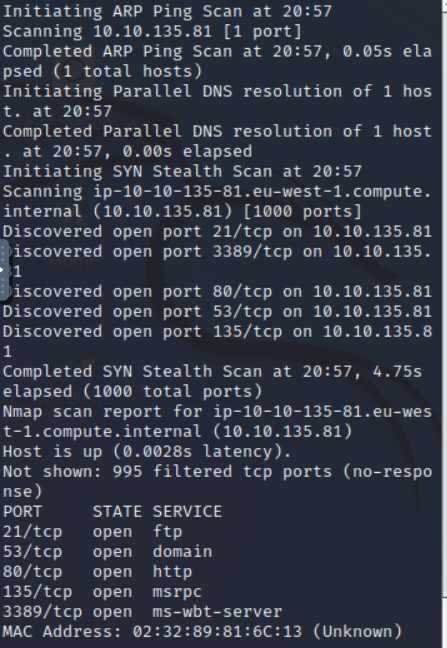 Initiating ARP Ping Scan at 20:57
Scanning 10.10.135.81 [1 port]
Completed ARP Ping Scan at 20:57, 0.05s ela
psed (1 total hosts)
Initiating Parallel DNS resolution of 1 hos
t. at 20:57
Completed Parallel DNS resolution of 1 host
. at 20:57, 0.00s elapsed
Initiating SYN Stealth Scan at 20:57
Scanning ip-10-10-135-81.eu-west-1.compute.
internal (10.10.135.81) [1000 ports]
Discovered open port 21/tcp on 10.10.135.81
Discovered open port 3389/tcp on 10.10.135.
81
Discovered open port 80/tcp on 10.10.135.81
Discovered open port 53/tcp on 10.10.135.81
Discovered open port 135/tcp on 10.10.135.8
1
Completed SYN Stealth Scan at 20:57, 4.75s
elapsed (1000 total ports)
Nmap scan report for ip-10-10-135-81.eu-wes
t-1.compute.internal (10.10.135.81)
Host is up (0.0028s latency).
Not shown: 995 filtered tcp ports (no-respo
nse)
PORT     STATE SERVICE
21/tcp   open  ftp
53/tcp   open  domain
80/tcp   open  http
135/tcp  open  msrpc
3389/tcp open  ms-wbt-server
MAC Address: 02:32:89:81:6C:13 (Unknown)